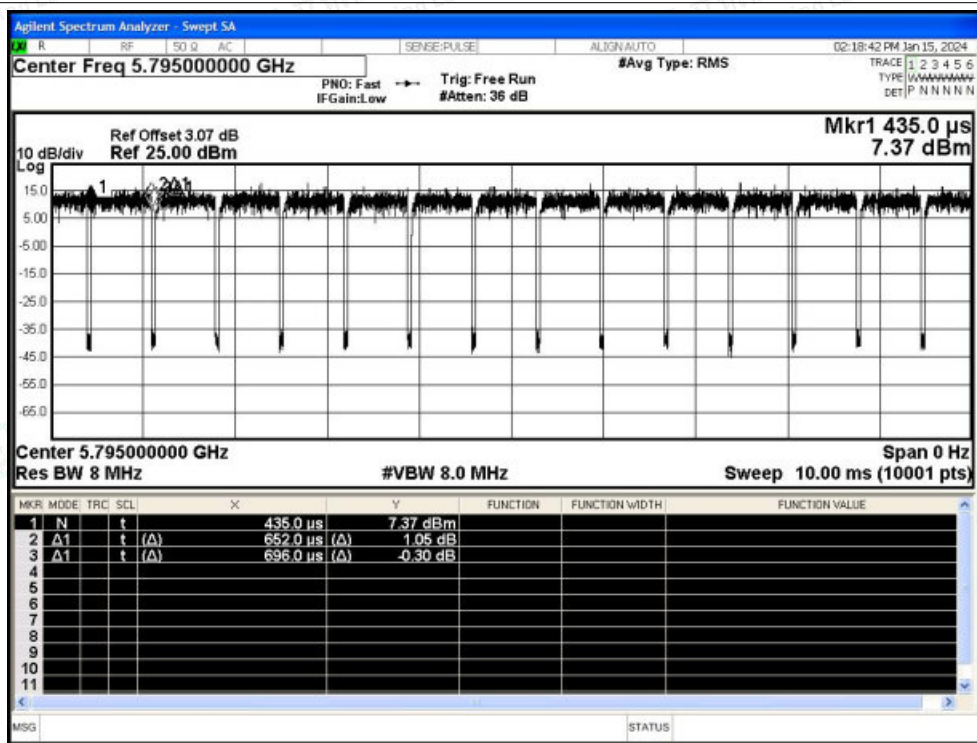 Agilent Spectrum Analyzer - Swept SA
R RF 50 Ω AC SENSE:PULSE ALIGN AUTO 02:18:42 PM Jan 15, 2024
Center Freq 5.795000000 GHz #Avg Type: RMS TRACE 1 2 3 4 5 6
PNO: Fast Trig: Free Run TYPE
IFGain:Low #Atten: 36 dB DET P N N N N N
Mkr1 435.0 µs
Ref Offset 3.07 dB
10 dB/div Ref 25.00 dBm 7.37 dBm
Log
15.0
1 2Δ1
5.00
-5.00
-15.0
-25.0
-35.0
-45.0
-55.0
-65.0
Center 5.795000000 GHz Span 0 Hz
Res BW 8 MHz #VBW 8.0 MHz Sweep 10.00 ms (10001 pts)
MKR MODE TRC SCL X Y FUNCTION FUNCTION WIDTH FUNCTION VALUE
1 N t 435.0 µs 7.37 dBm
2 Δ1 t (Δ) 652.0 µs (Δ) 1.05 dB
3 Δ1 t (Δ) 696.0 µs (Δ) -0.30 dB
4
5
6
7
8
9
10
11
MSG STATUS